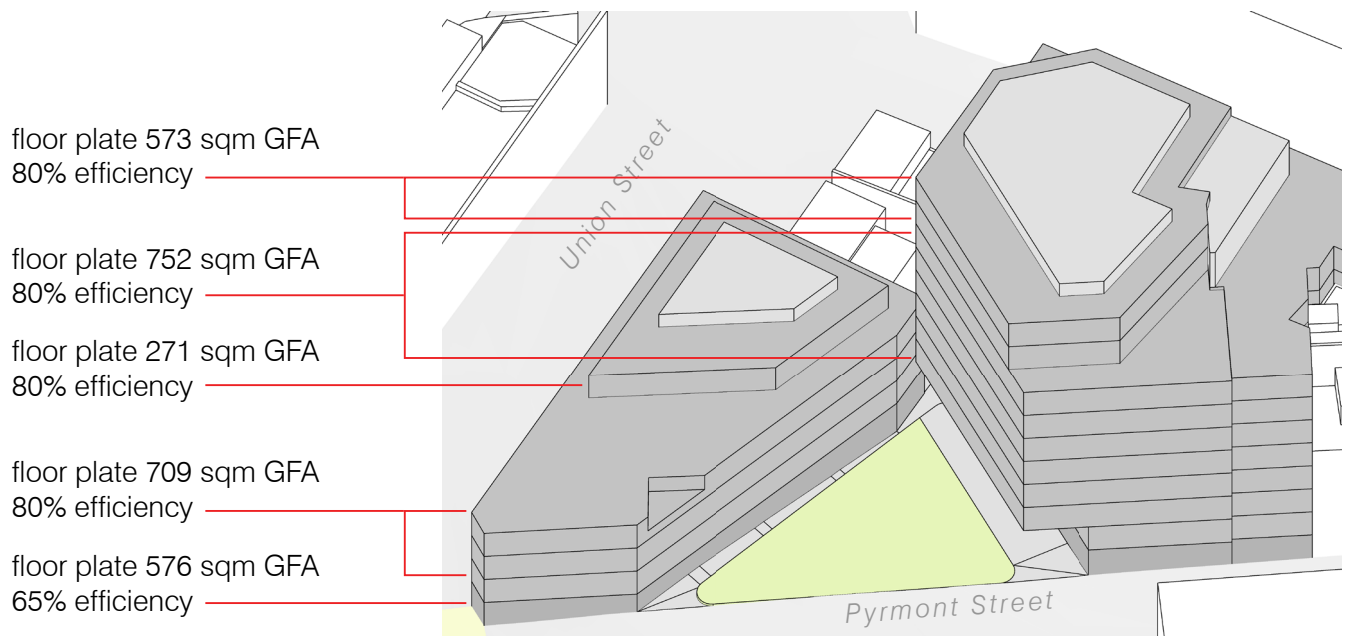 floor plate 573 sqm GFA
80% efficiency
floor plate 752 sqm GFA
80% efficiency
floor plate 271 sqm GFA
80% efficiency
floor plate 709 sqm GFA
80% efficiency
floor plate 576 sqm GFA
65% efficiency
Union Street
Pyrmont Street